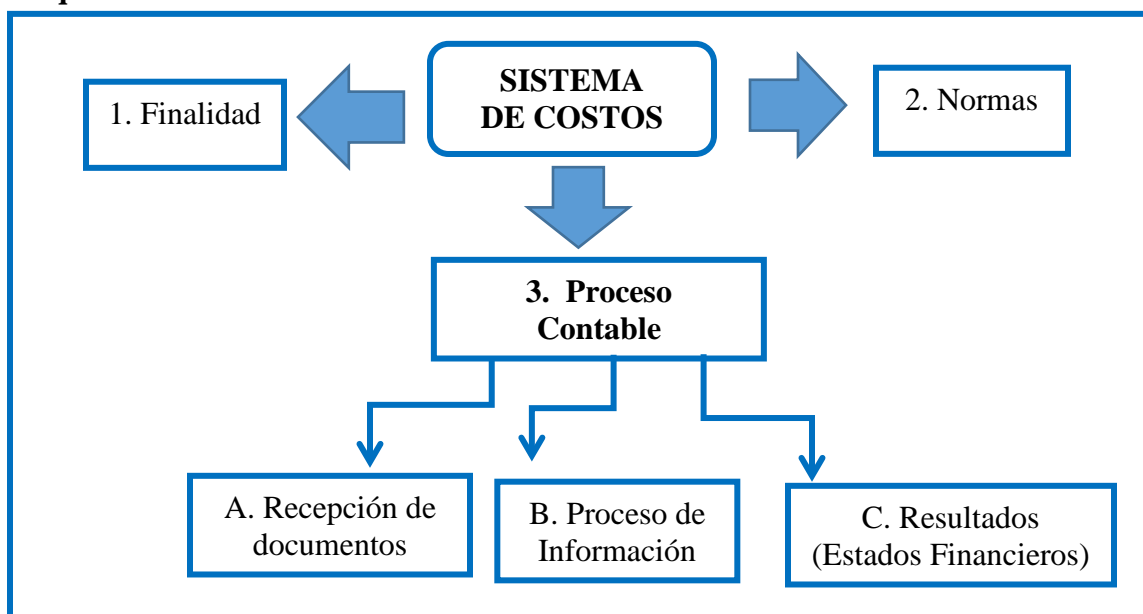 SISTEMA
DE COSTOS
1. Finalidad
2. Normas
3. Proceso
Contable
A. Recepción de
documentos
B. Proceso de
Información
C. Resultados
(Estados Financieros)